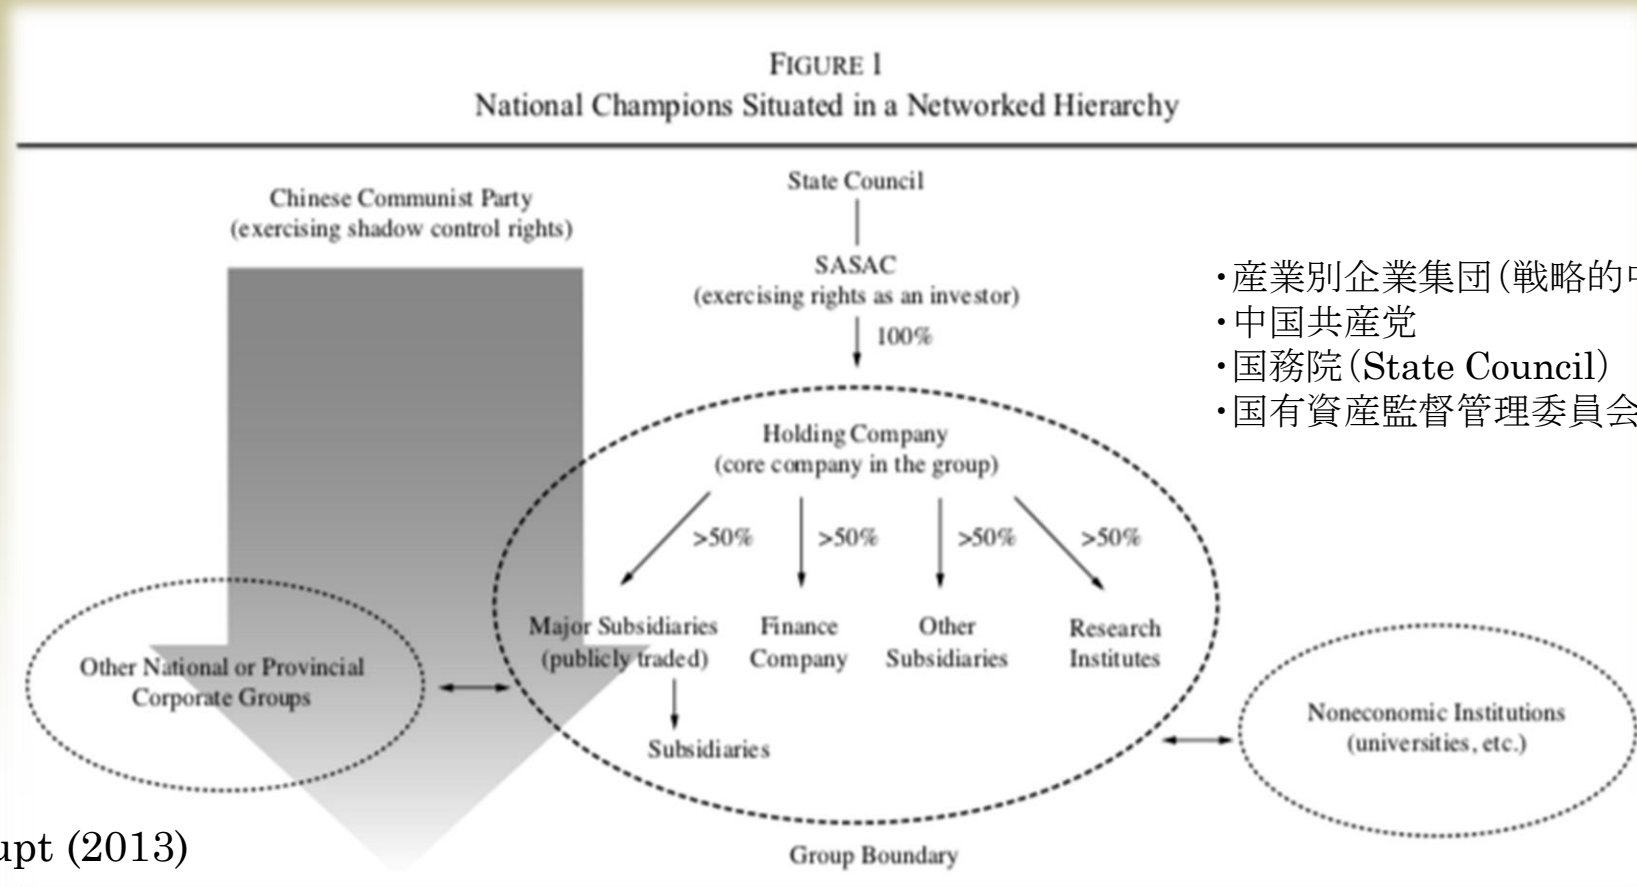 FIGURE 1
National Champions Situated in a Networked Hierarchy
Chinese Communist Party
(exercising shadow control rights)
State Council
SASAC
(exercising rights as an investor)
100%
・産業別企業集団(戦略的
・中国共産党
・国務院(State Council)
・国有資産監督管理委員会
Holding Company
(core company in the group)
>50% >50% >50% >50%
Major Subsidiaries
(publicly traded)
Finance
Company
Other
Subsidiaries
Research
Institutes
Subsidiaries
Other National or Provincial
Corporate Groups
Noneconomic Institutions
(universities, etc.)
Group Boundary
upt (2013)